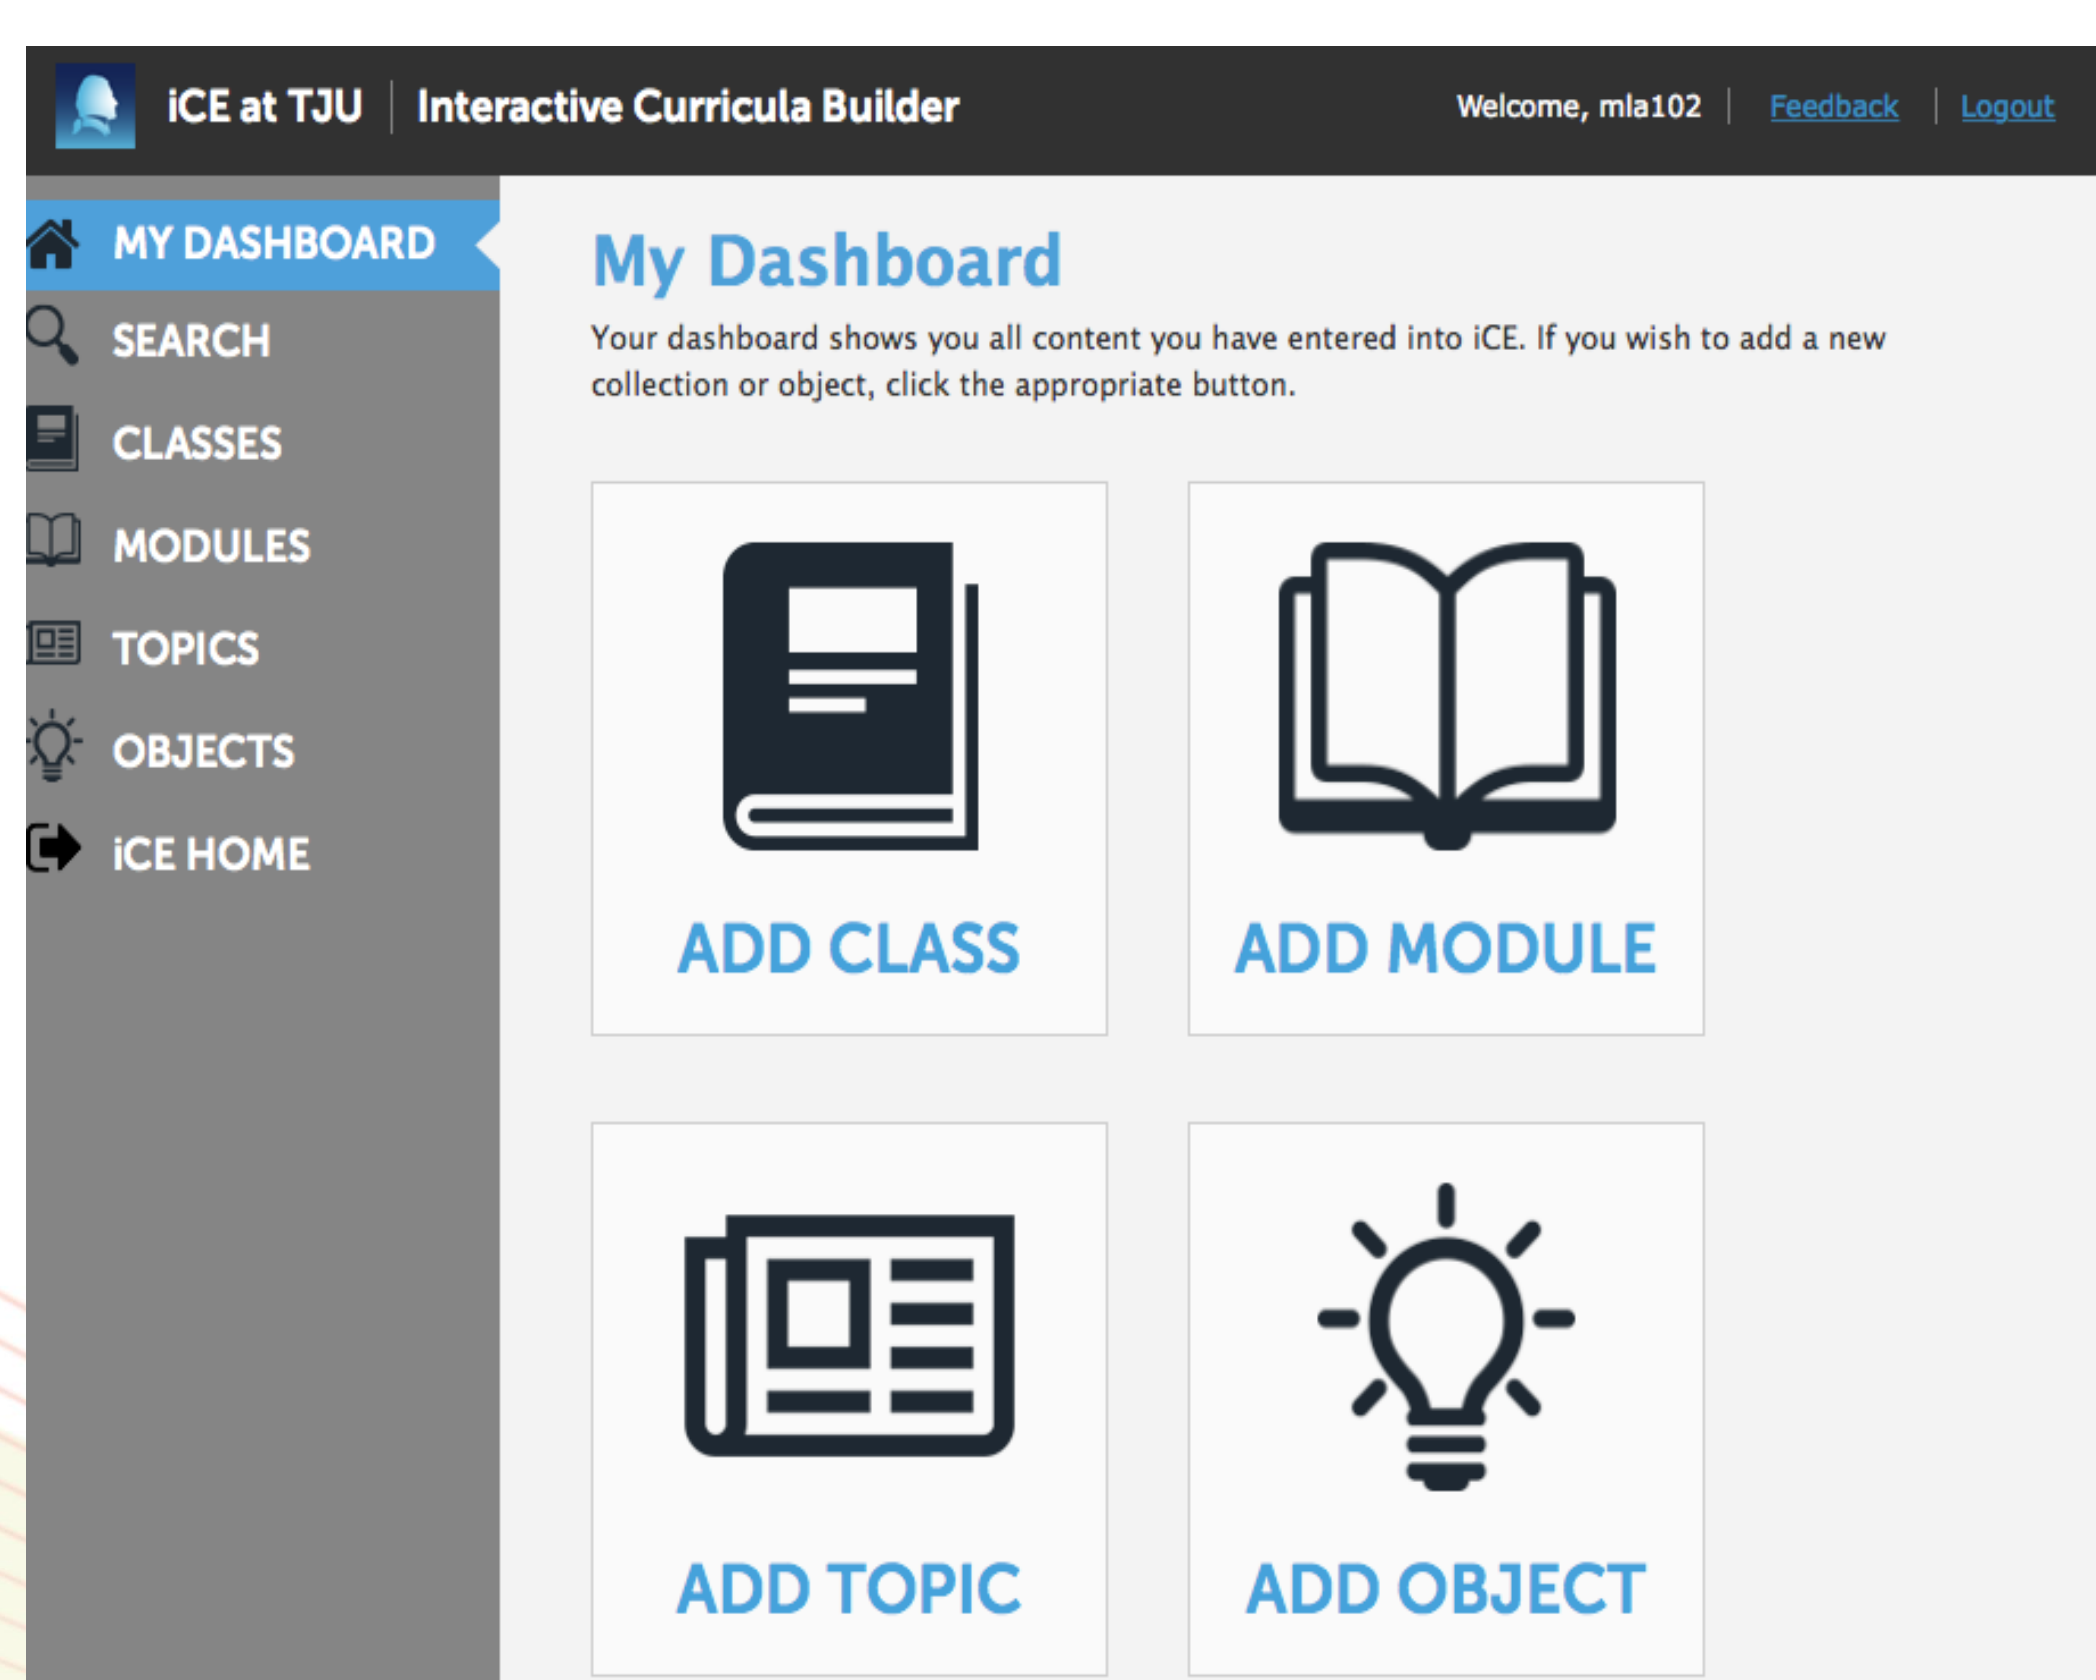 iCE at TJU | Interactive Curricula Builder
Welcome, mla102 | Feedback | Logout
MY DASHBOARD
SEARCH
CLASSES
MODULES
TOPICS
OBJECTS
iCE HOME
My Dashboard
Your dashboard shows you all content you have entered into iCE. If you wish to add a new
collection or object, click the appropriate button.
ADD CLASS
ADD MODULE
ADD TOPIC
ADD OBJECT